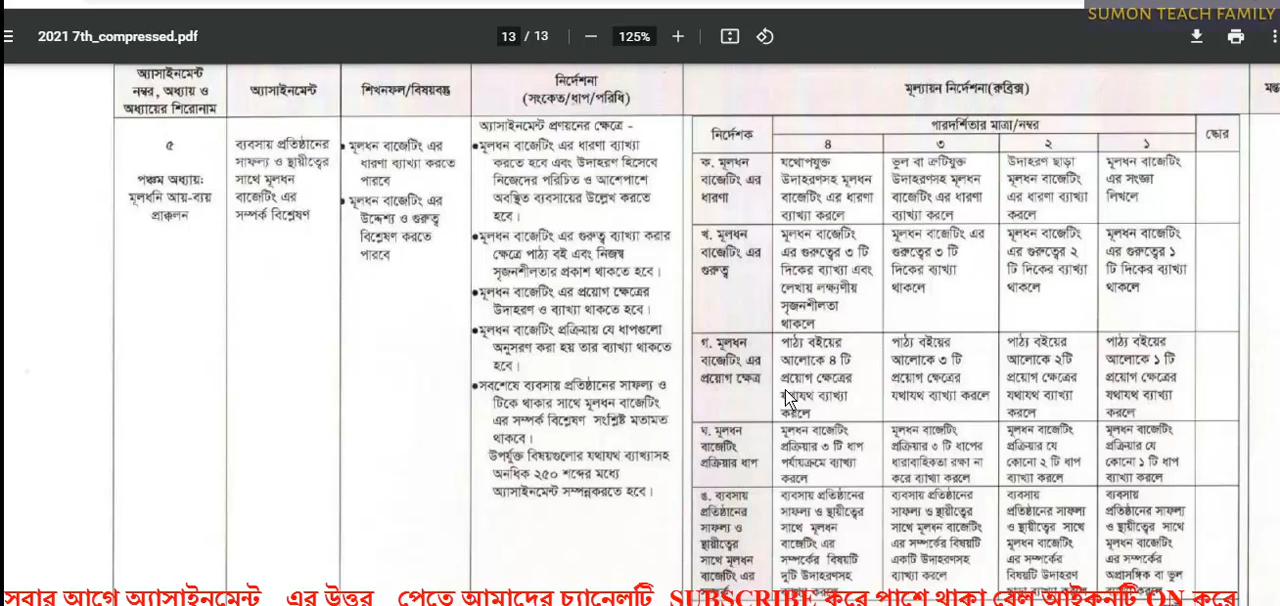 SUMON TEACH FAMILY
2021 7th_compressed.pdf
13 / 13
125%
অ্যাসাইনমেন্ট
নম্বর, অধ্যায় ও
অধ্যায়ের শিরোনাম
অ্যাসাইনমেন্ট
শিখনফল/বিষয়বস্তু
নির্দেশনা
(সংকেত/ধাপ/পরিধি)
মূল্যায়ন নির্দেশনা(রুব্রিক্স)
মন্ত
৫
পঞ্চম অধ্যায়:
মূলধনি আয়-ব্যয়
প্রাক্কলন
ব্যবসায় প্রতিষ্ঠানের
সাফল্য ও স্থায়ীত্বের
সাথে মূলধন
বাজেটিং এর
সম্পর্ক বিশ্লেষণ
● মূলধন বাজেটিং এর
ধারণা ব্যাখ্যা করতে
পারবে
● মূলধন বাজেটিং এর
উদ্দেশ্য ও গুরুত্ব
বিশ্লেষণ করতে
পারবে
অ্যাসাইনমেন্ট প্রণয়নের ক্ষেত্রে -
●মূলধন বাজেটিং এর ধারণা ব্যাখ্যা
করতে হবে এবং উদাহরণ হিসেবে
নিজেদের পরিচিত ও আশেপাশে
অবস্থিত ব্যবসায়ের উল্লেখ করতে
হবে।
●মূলধন বাজেটিং এর গুরুত্ব ব্যাখ্যা করার
ক্ষেত্রে পাঠ্য বই এবং নিজস্ব
সৃজনশীলতার প্রকাশ থাকতে হবে।
●মূলধন বাজেটিং এর প্রয়োগ ক্ষেত্রের
উদাহরণ ও ব্যাখ্যা থাকতে হবে।
●মূলধন বাজেটিং প্রক্রিয়ায় যে ধাপগুলো
অনুসরণ করা হয় তার ব্যাখ্যা থাকতে
হবে।
●সবশেষে ব্যবসায় প্রতিষ্ঠানের সাফল্য ও
টিকে থাকার সাথে মূলধন বাজেটিং
এর সম্পর্ক বিশ্লেষণ সংশ্লিষ্ট মতামত
থাকবে।
উপর্যুক্ত বিষয়গুলোর যথাযথ ব্যাখ্যাসহ
অনধিক ২৫০ শব্দের মধ্যে
অ্যাসাইনমেন্ট সম্পন্নকরতে হবে।
নির্দেশক
পারদর্শিতার মাত্রা/নম্বর
স্কোর
৪
৩
২
১
ক. মূলধন
বাজেটিং এর
ধারণা
যথোপযুক্ত
উদাহরণসহ মূলধন
বাজেটিং এর ধারণা
ব্যাখ্যা করলে
ভুল বা ত্রুটিযুক্ত
উদাহরণসহ মূলধন
বাজেটিং এর ধারণা
ব্যাখ্যা করলে
উদাহরণ ছাড়া
মূলধন বাজেটিং
এর ধারণা ব্যাখ্যা
করলে
মূলধন বাজেটিং
এর সংজ্ঞা
লিখলে
খ. মূলধন
বাজেটিং এর
গুরুত্ব
মূলধন বাজেটিং
এর গুরুত্বের ৩ টি
দিকের ব্যাখ্যা এবং
লেখায় লক্ষ্যণীয়
সৃজনশীলতা
থাকলে
মূলধন বাজেটিং এর
গুরুত্বের ৩ টি
দিকের ব্যাখ্যা
থাকলে
মূলধন বাজেটিং
এর গুরুত্বের ২
টি দিকের ব্যাখ্যা
থাকলে
মূলধন বাজেটিং
এর গুরুত্বের ১
টি দিকের ব্যাখ্যা
থাকলে
গ. মূলধন
বাজেটিং এর
প্রয়োগ ক্ষেত্র
পাঠ্য বইয়ের
আলোকে ৪ টি
প্রয়োগ ক্ষেত্রের
যথাযথ ব্যাখ্যা
করলে
পাঠ্য বইয়ের
আলোকে ৩ টি
প্রয়োগ ক্ষেত্রের
যথাযথ ব্যাখ্যা করলে
পাঠ্য বইয়ের
আলোকে ২টি
প্রয়োগ ক্ষেত্রের
যথাযথ ব্যাখ্যা
করলে
পাঠ্য বইয়ের
আলোকে ১ টি
প্রয়োগ ক্ষেত্রের
যথাযথ ব্যাখ্যা
করলে
ঘ. মূলধন
বাজেটিং
প্রক্রিয়ার ধাপ
মূলধন বাজেটিং
প্রক্রিয়ার ৩ টি ধাপ
পর্যায়ক্রমে ব্যাখ্যা
করলে
মূলধন বাজেটিং
প্রক্রিয়ার ৩ টি ধাপের
ধারাবাহিকতা রক্ষা না
করে ব্যাখ্যা করলে
মূলধন বাজেটিং
প্রক্রিয়ার যে
কোনো ২ টি ধাপ
ব্যাখ্যা করলে
মূলধন বাজেটিং
প্রক্রিয়ার যে
কোনো ১ টি ধাপ
ব্যাখ্যা করলে
ঙ. ব্যবসায়
প্রতিষ্ঠানের
সাফল্য ও
স্থায়ীত্বের
সাথে মূলধন
বাজেটিং এর
ব্যবসায় প্রতিষ্ঠানের
সাফল্য ও স্থায়ীত্বের
সাথে মূলধন
বাজেটিং এর
সম্পর্কের বিষয়টি
দুটি উদাহরণসহ
ব্যবসায় প্রতিষ্ঠানের
সাফল্য ও স্থায়ীত্বের
সাথে মূলধন বাজেটিং
এর সম্পর্কের বিষয়টি
একটি উদাহরণসহ
ব্যাখ্যা করলে
ব্যবসায়
প্রতিষ্ঠানের সাফল্য
ও স্থায়ীত্বের সাথে
মূলধন বাজেটিং
এর সম্পর্কের
বিষয়টি উদাহরণ
ব্যবসায়
প্রতিষ্ঠানের সাফল্য
ও স্থায়ীত্বের সাথে
মূলধন বাজেটিং
এর সম্পর্কে
অপ্রাসঙ্গিক বা ভুল
সবার আগে অ্যাসাইনমেন্ট এর উত্তর পেতে আমাদের চ্যানেলটি SUBSCRIBE করে পাশে থাকা বেল আইকনটি ON করে